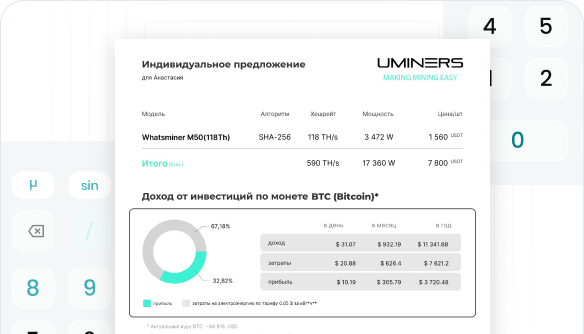 4 5
Индивидуальное предложение
UMINERS
для Анастасия
MAKING MINING EASY
1 2
Модель Алгоритм Хешрейт Мощность Цена/шт
Whatsminer M50(118Th) SHA-256 118 TH/s 3 472 W 1 560 USDT
0
Итого 590 TH/s 17 360 W 7 800 USDT
μ sin
Доход от инвестиций по монете BTC (Bitcoin)*
67,18%
в день в месяц в год
/
доход $ 31.07 $ 932.19 $ 11 341.68
затраты $ 20.88 $ 626.4 $ 7 621.2
32,82%
прибыль $ 10.19 $ 305.79 $ 3 720.48
8 9
прибыль затраты на электроэнергию по тарифу 0.05 $ за кВт*ч**
* Актуальный курс BTC - 64 816 USD